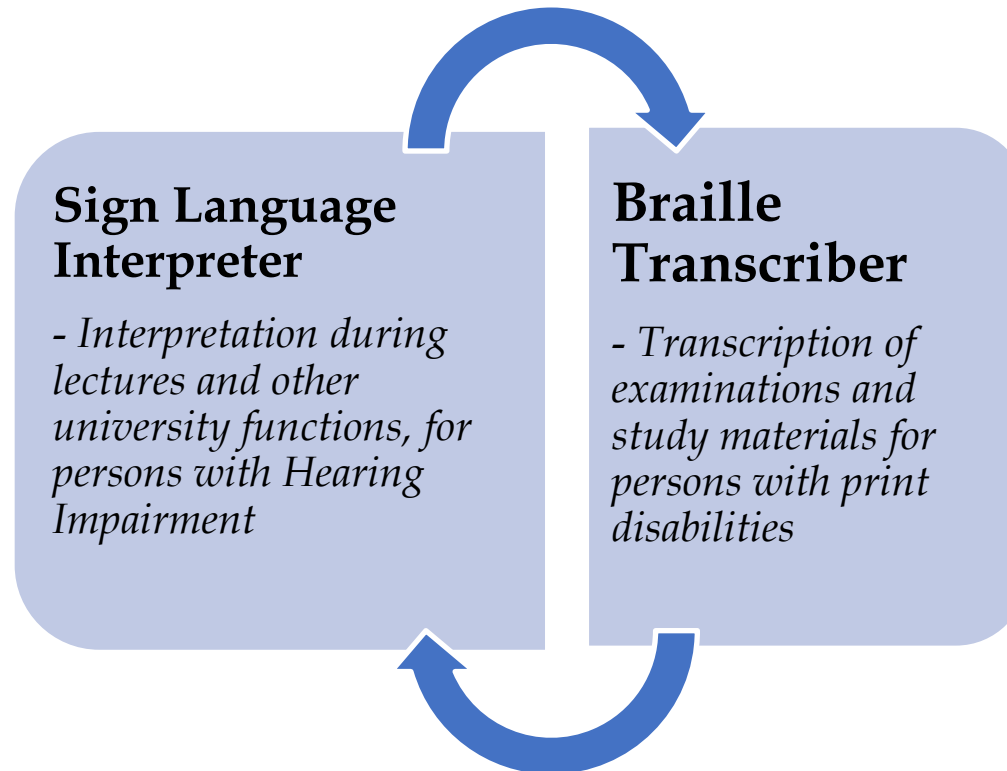 Sign Language
Interpreter
- Interpretation during
lectures and other
university functions, for
persons with Hearing
Impairment
Braille
Transcriber
- Transcription of
examinations and
study materials for
persons with print
disabilities